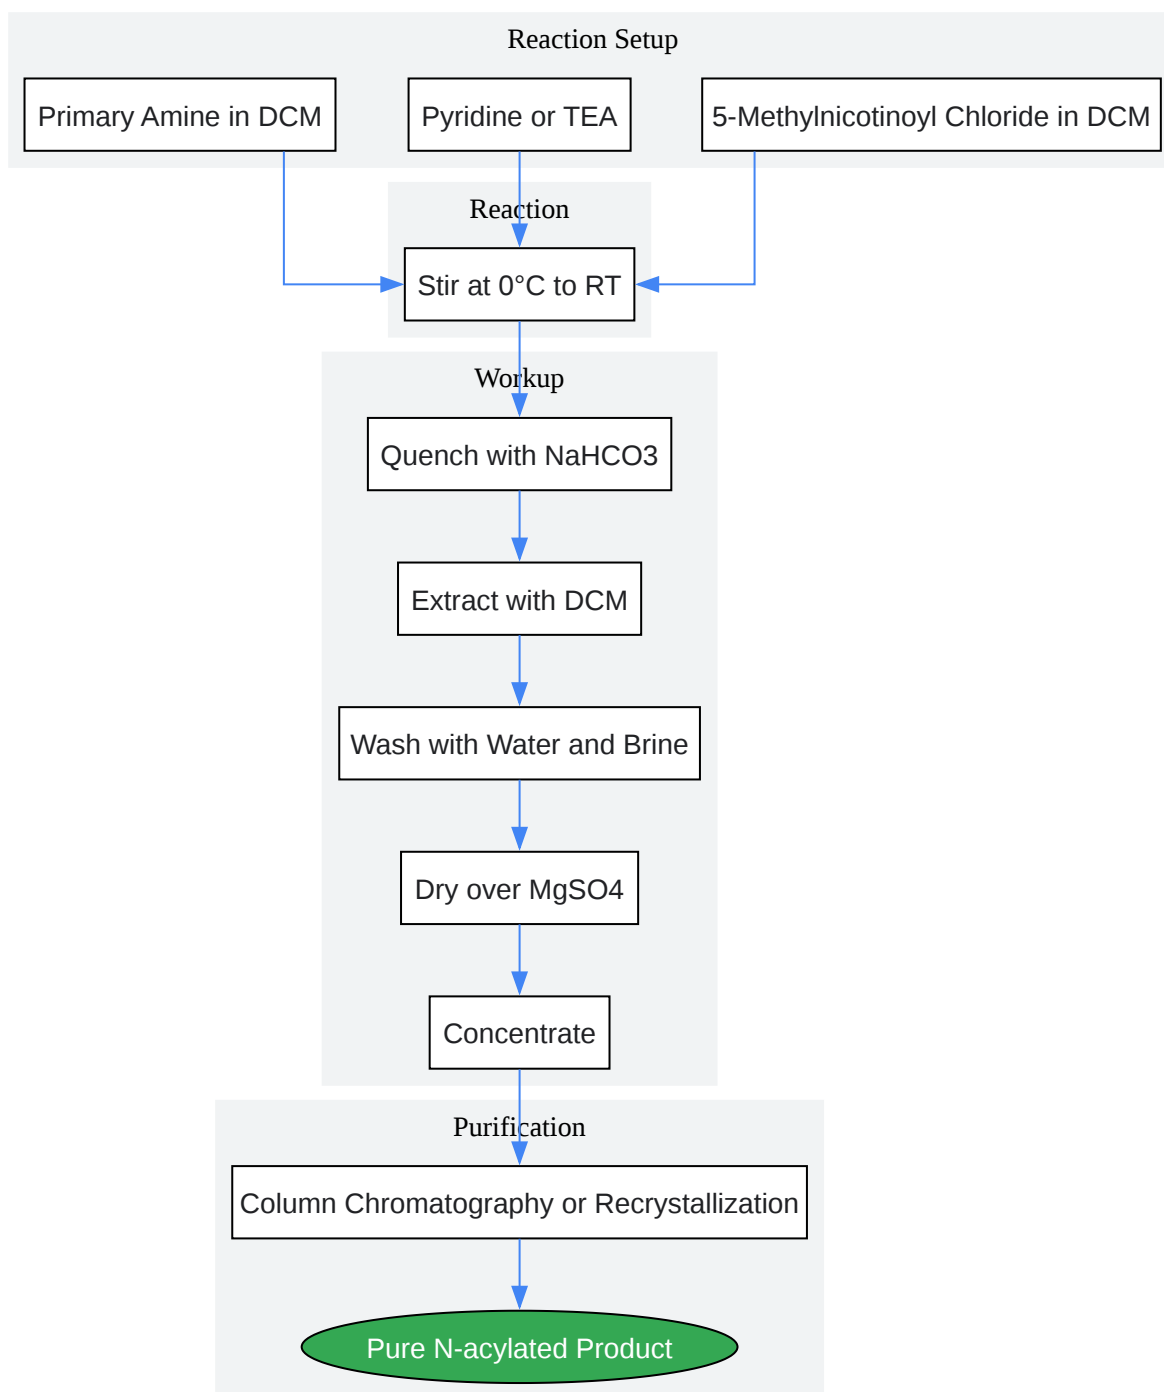 Reaction Setup
Primary Amine in DCM
Pyridine or TEA
5-Methylnicotinoyl Chloride in DCM
Reaction
Stir at 0°C to RT
Workup
Quench with NaHCO3
Extract with DCM
Wash with Water and Brine
Dry over MgSO4
Concentrate
Purification
Column Chromatography or Recrystallization
Pure N-acylated Product